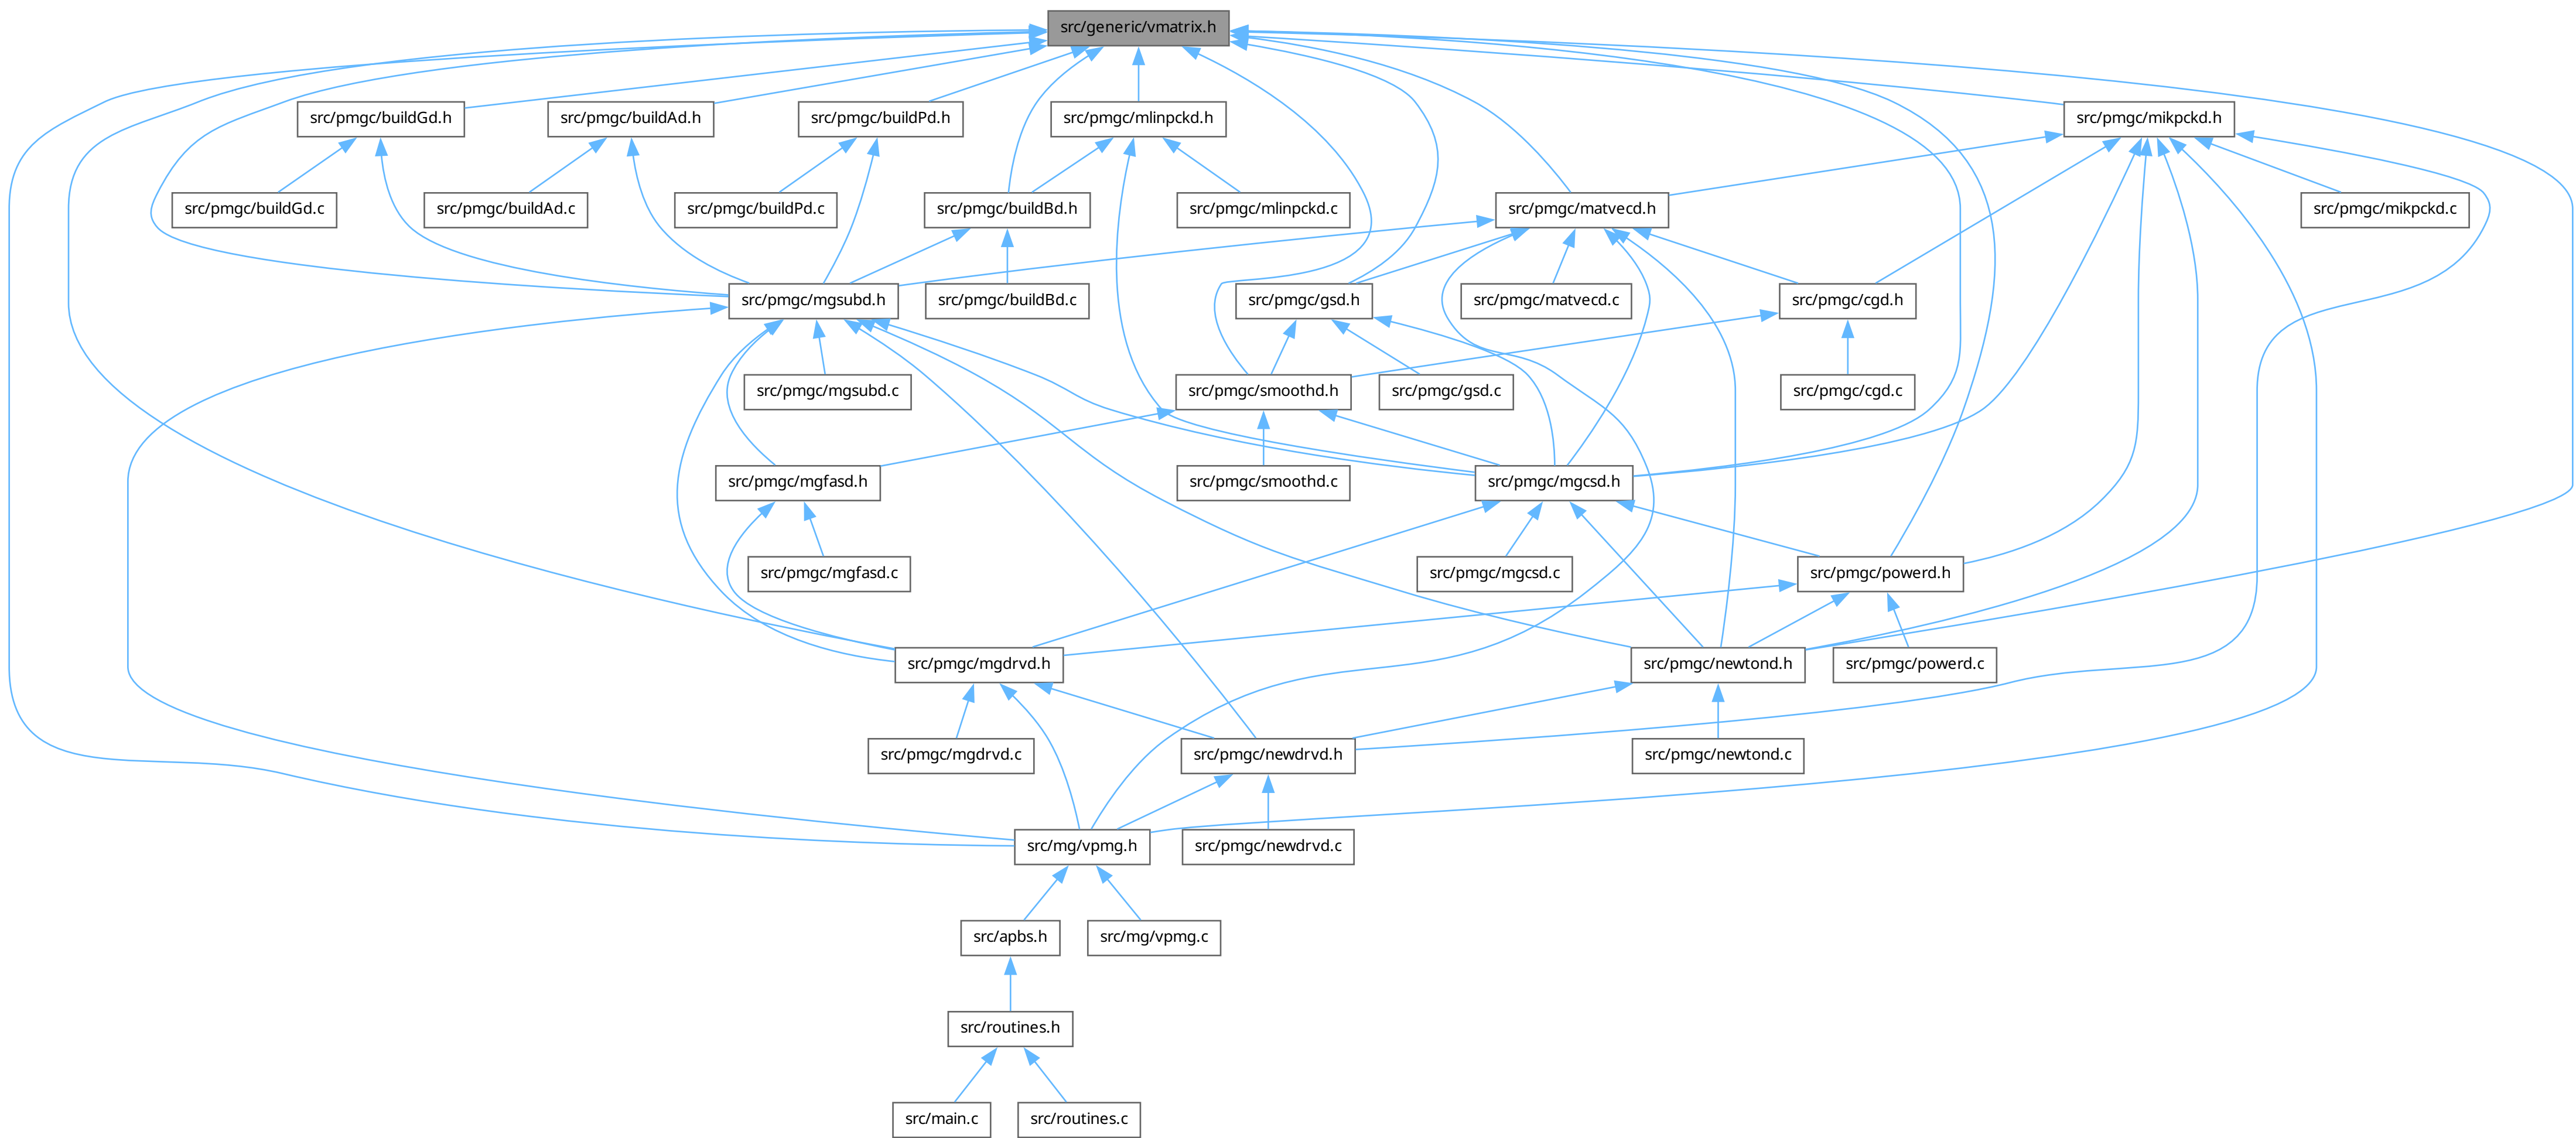 src/generic/vmatrix.h
src/pmgc/buildGd.h
src/pmgc/buildAd.h
src/pmgc/buildPd.h
src/pmgc/mlinpckd.h
src/pmgc/mikpckd.h
src/pmgc/buildGd.c
src/pmgc/buildAd.c
src/pmgc/buildPd.c
src/pmgc/buildBd.h
src/pmgc/mlinpckd.c
src/pmgc/matvecd.h
src/pmgc/mikpckd.c
src/pmgc/mgsubd.h
src/pmgc/buildBd.c
src/pmgc/gsd.h
src/pmgc/matvecd.c
src/pmgc/cgd.h
src/pmgc/mgsubd.c
src/pmgc/smoothd.h
src/pmgc/gsd.c
src/pmgc/cgd.c
src/pmgc/mgfasd.h
src/pmgc/smoothd.c
src/pmgc/mgcsd.h
src/pmgc/mgfasd.c
src/pmgc/mgcsd.c
src/pmgc/powerd.h
src/pmgc/mgdrvd.h
src/pmgc/newtond.h
src/pmgc/powerd.c
src/pmgc/mgdrvd.c
src/pmgc/newdrvd.h
src/pmgc/newtond.c
src/mg/vpmg.h
src/pmgc/newdrvd.c
src/apbs.h
src/mg/vpmg.c
src/routines.h
src/main.c
src/routines.c